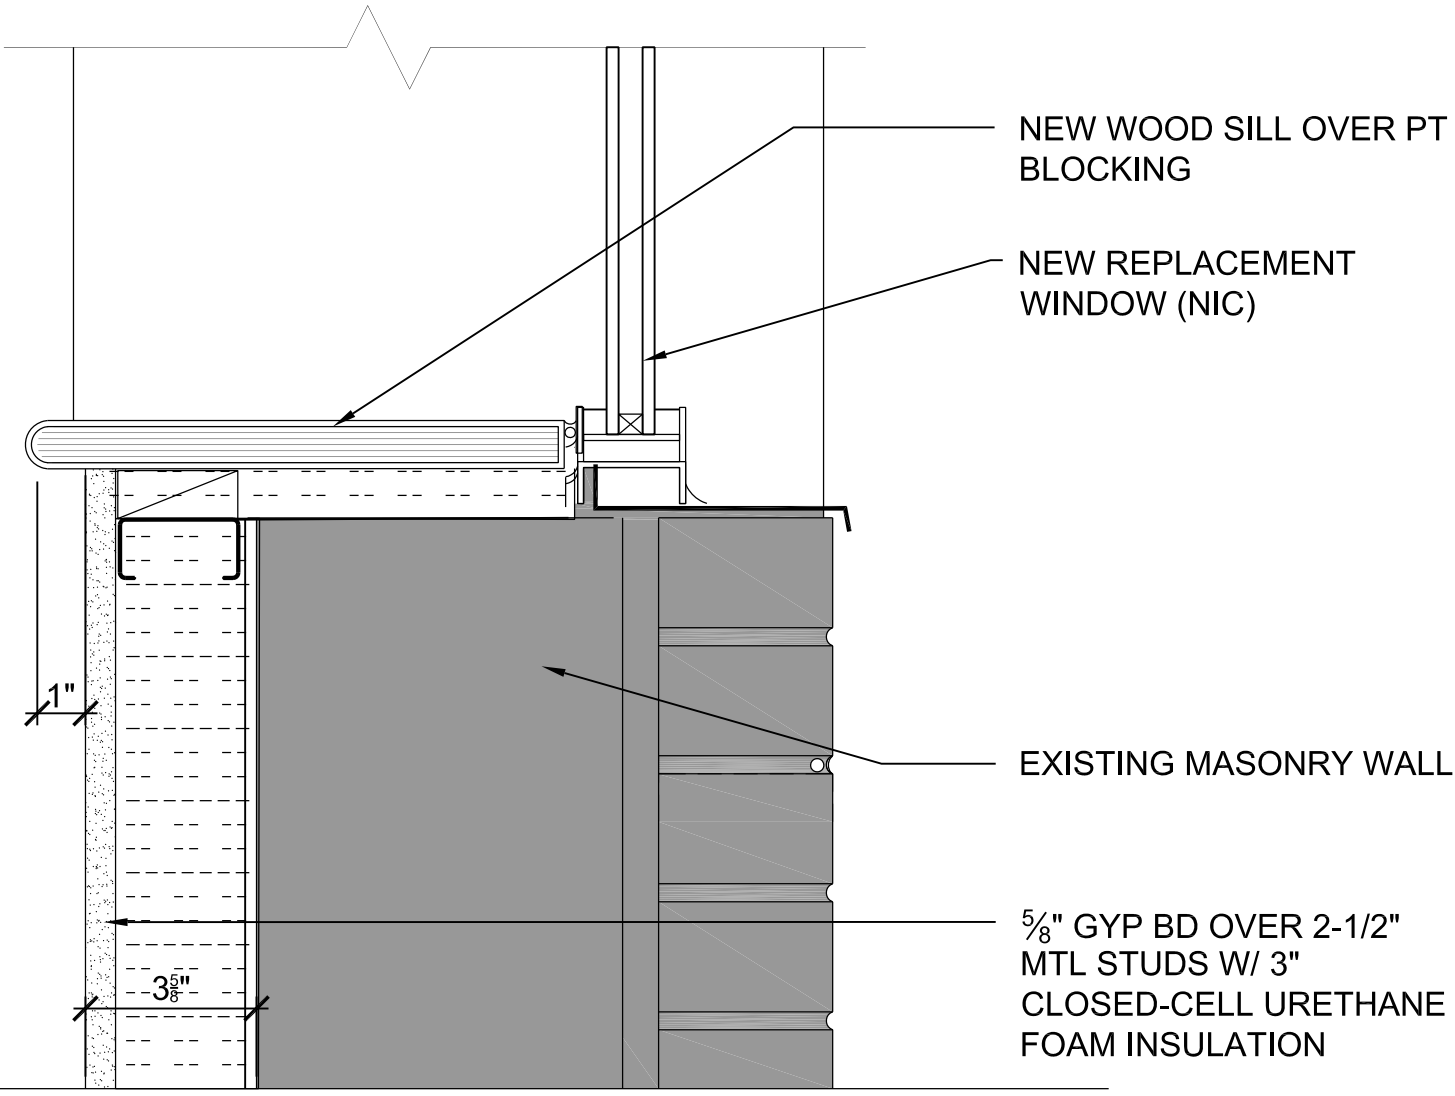 NEW WOOD SILL OVER PT
BLOCKING
NEW REPLACEMENT
WINDOW (NIC)
1"
EXISTING MASONRY WALL
⅝" GYP BD OVER 2-1/2"
MTL STUDS W/ 3"
CLOSED-CELL URETHANE
FOAM INSULATION
3⅝"